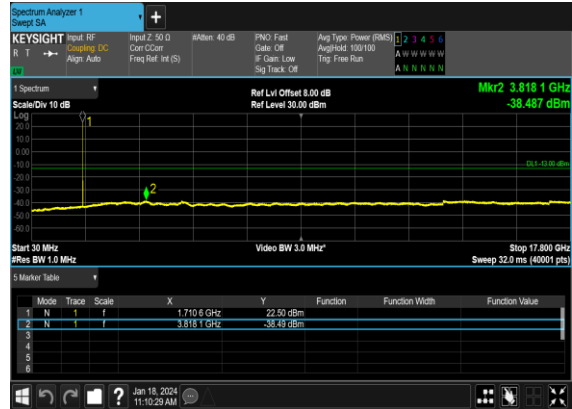 Spectrum Analyzer 1
Swept SA
+
KEYSIGHT Input: RF Input Z: 50 Ω #Atten: 40 dB PNO: Fast Avg Type: Power (RMS) 1 2 3 4 5 6
R T Coupling: DC Corr CCorr Gate: Off Avg|Hold: 100/100 A W W W W W
Align: Auto Freq Ref: Int (S) IF Gain: Low Trig: Free Run
Sig Track: Off A N N N N N
1 Spectrum Ref Lvl Offset 8.00 dB Mkr2 3.818 1 GHz
Scale/Div 10 dB Ref Level 30.00 dBm -38.487 dBm
Log
1
20.0
10.0
0.00
-10.0
DL1 -13.00 dBm
-20.0
-30.0
2
-40.0
-50.0
-60.0
Start 30 MHz Video BW 3.0 MHz* Stop 17.800 GHz
#Res BW 1.0 MHz Sweep 32.0 ms (40001 pts)
5 Marker Table
Mode Trace Scale X Y Function Function Width Function Value
1 N 1 f 1.710 6 GHz 22.50 dBm
2 N 1 f 3.818 1 GHz -38.49 dBm
3
4
5
6
? Jan 18, 2024
11:10:29 AM